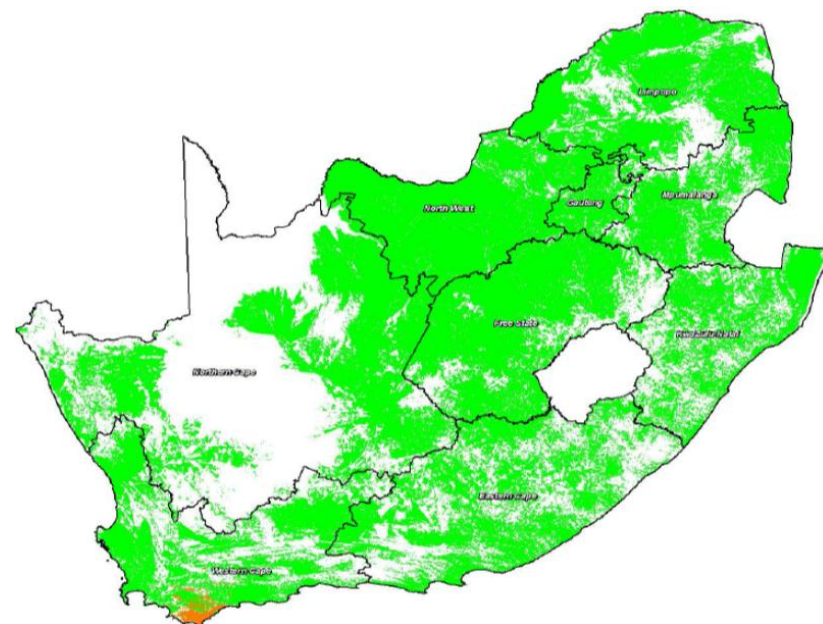 Limpopo
North West
Gauteng
Mpumalanga
Free State
KwaZulu-Natal
Northern Cape
Eastern Cape
Western Cape